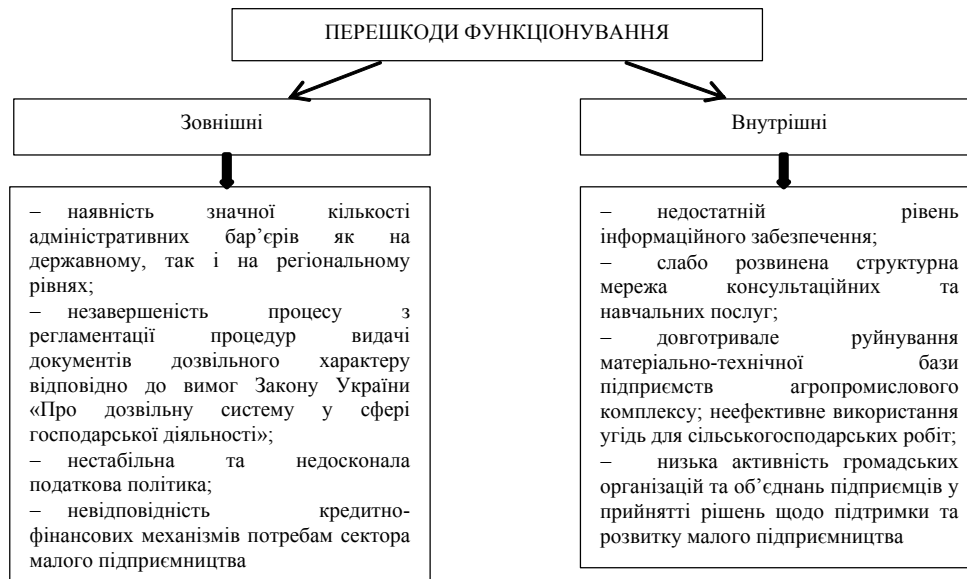 ПЕРЕШКОДИ ФУНКЦІОНУВАННЯ
Зовнішні
– наявність значної кількості
адміністративних бар’єрів як на
державному, так і на регіональному
рівнях;
– незавершеність процесу з
регламентації процедур видачі
документів дозвільного характеру
відповідно до вимог Закону України
«Про дозвільну систему у сфері
господарської діяльності»;
– нестабільна та недосконала
податкова політика;
– невідповідність кредитно-
фінансових механізмів потребам сектора
малого підприємництва
Внутрішні
– недостатній рівень
інформаційного забезпечення;
– слабо розвинена структурна
мережа консультаційних та
навчальних послуг;
– довготривале руйнування
матеріально-технічної бази
підприємств агропромислового
комплексу; неефективне використання
угідь для сільськогосподарських робіт;
– низька активність громадських
організацій та об’єднань підприємців у
прийнятті рішень щодо підтримки та
розвитку малого підприємництва